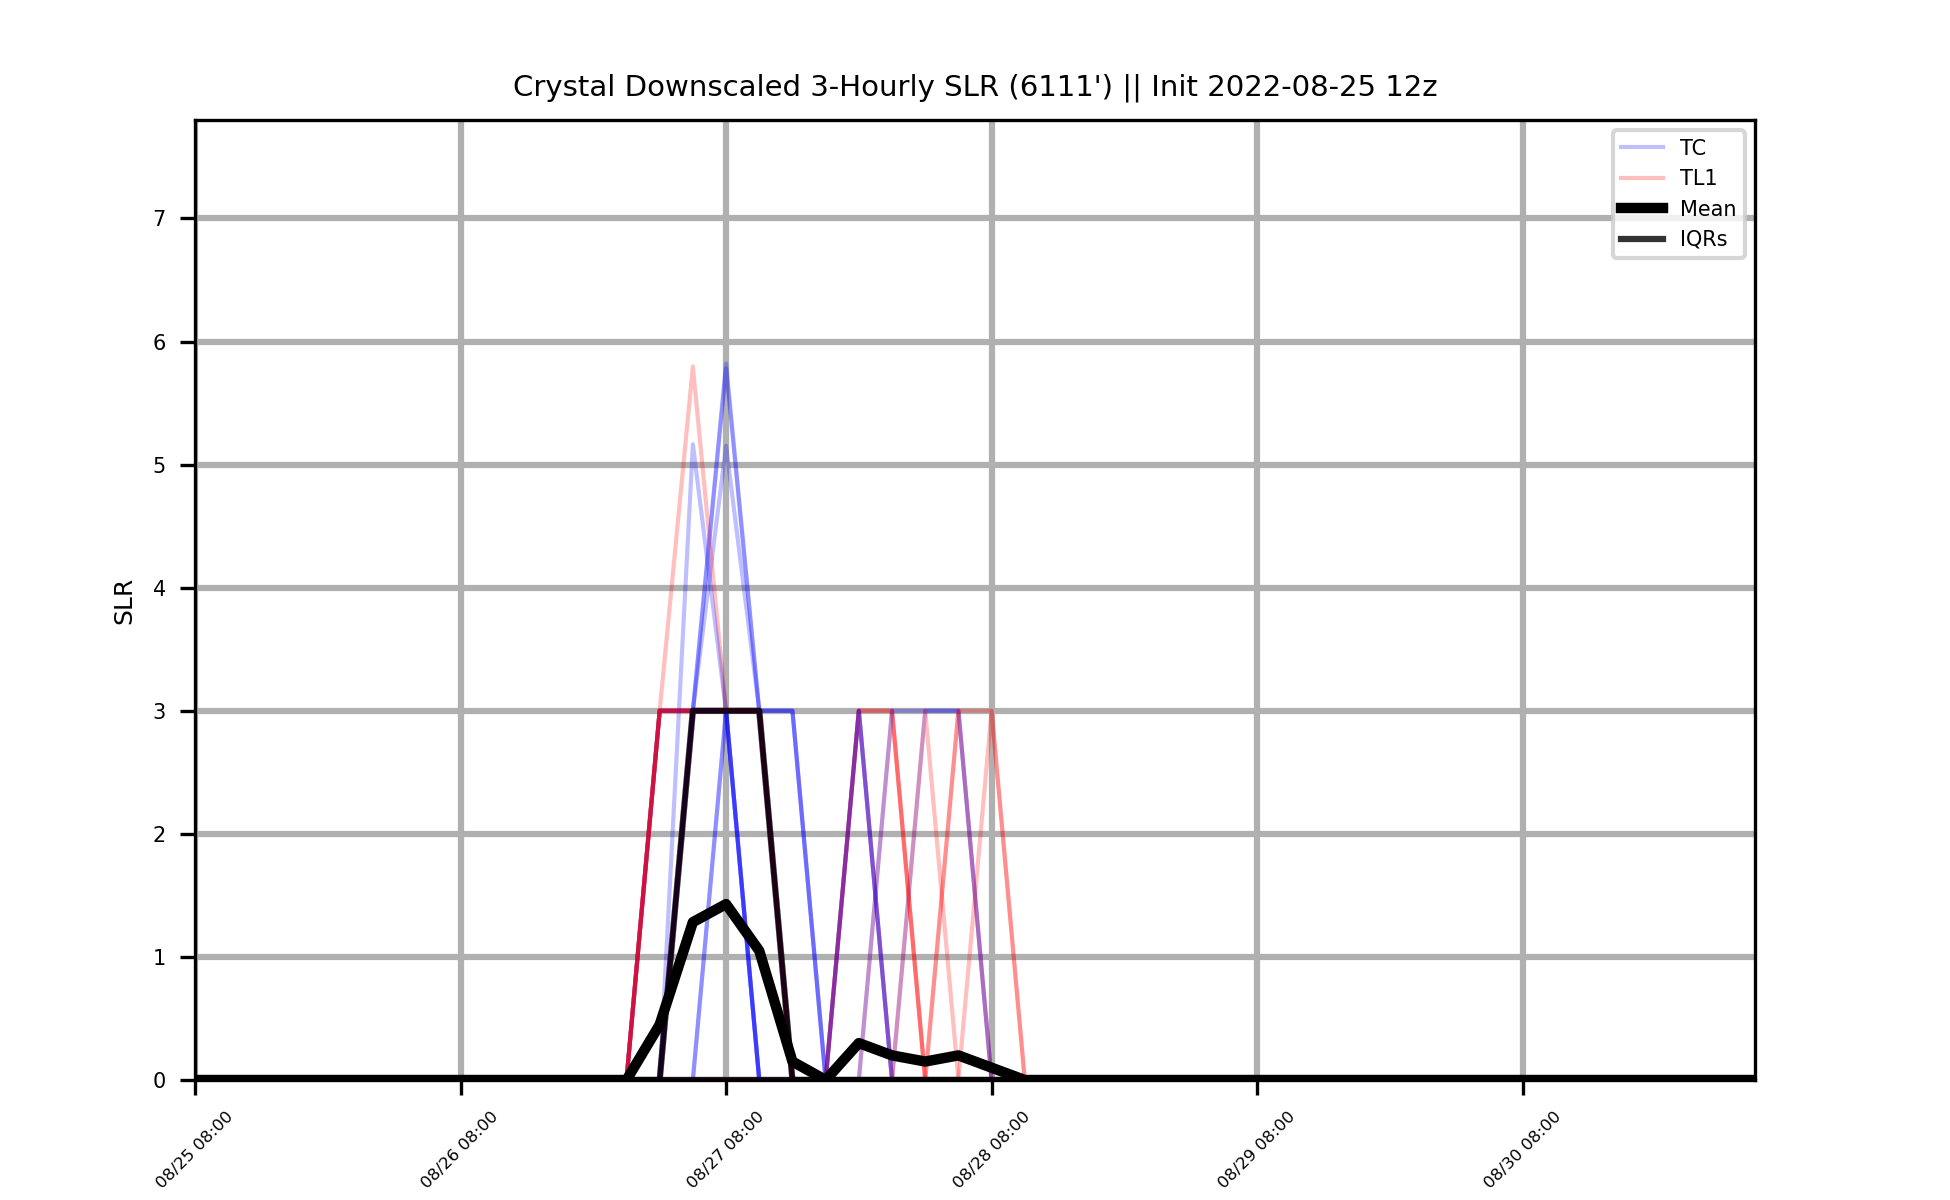 Crystal Downscaled 3-Hourly SLR (6111') || Init 2022-08-25 12z
TC
TL1
Mean
IQRs
7
6
5
4
3
2
1
0
SLR
08/25 08:00
08/26 08:00
08/27 08:00
08/28 08:00
08/29 08:00
08/30 08:00